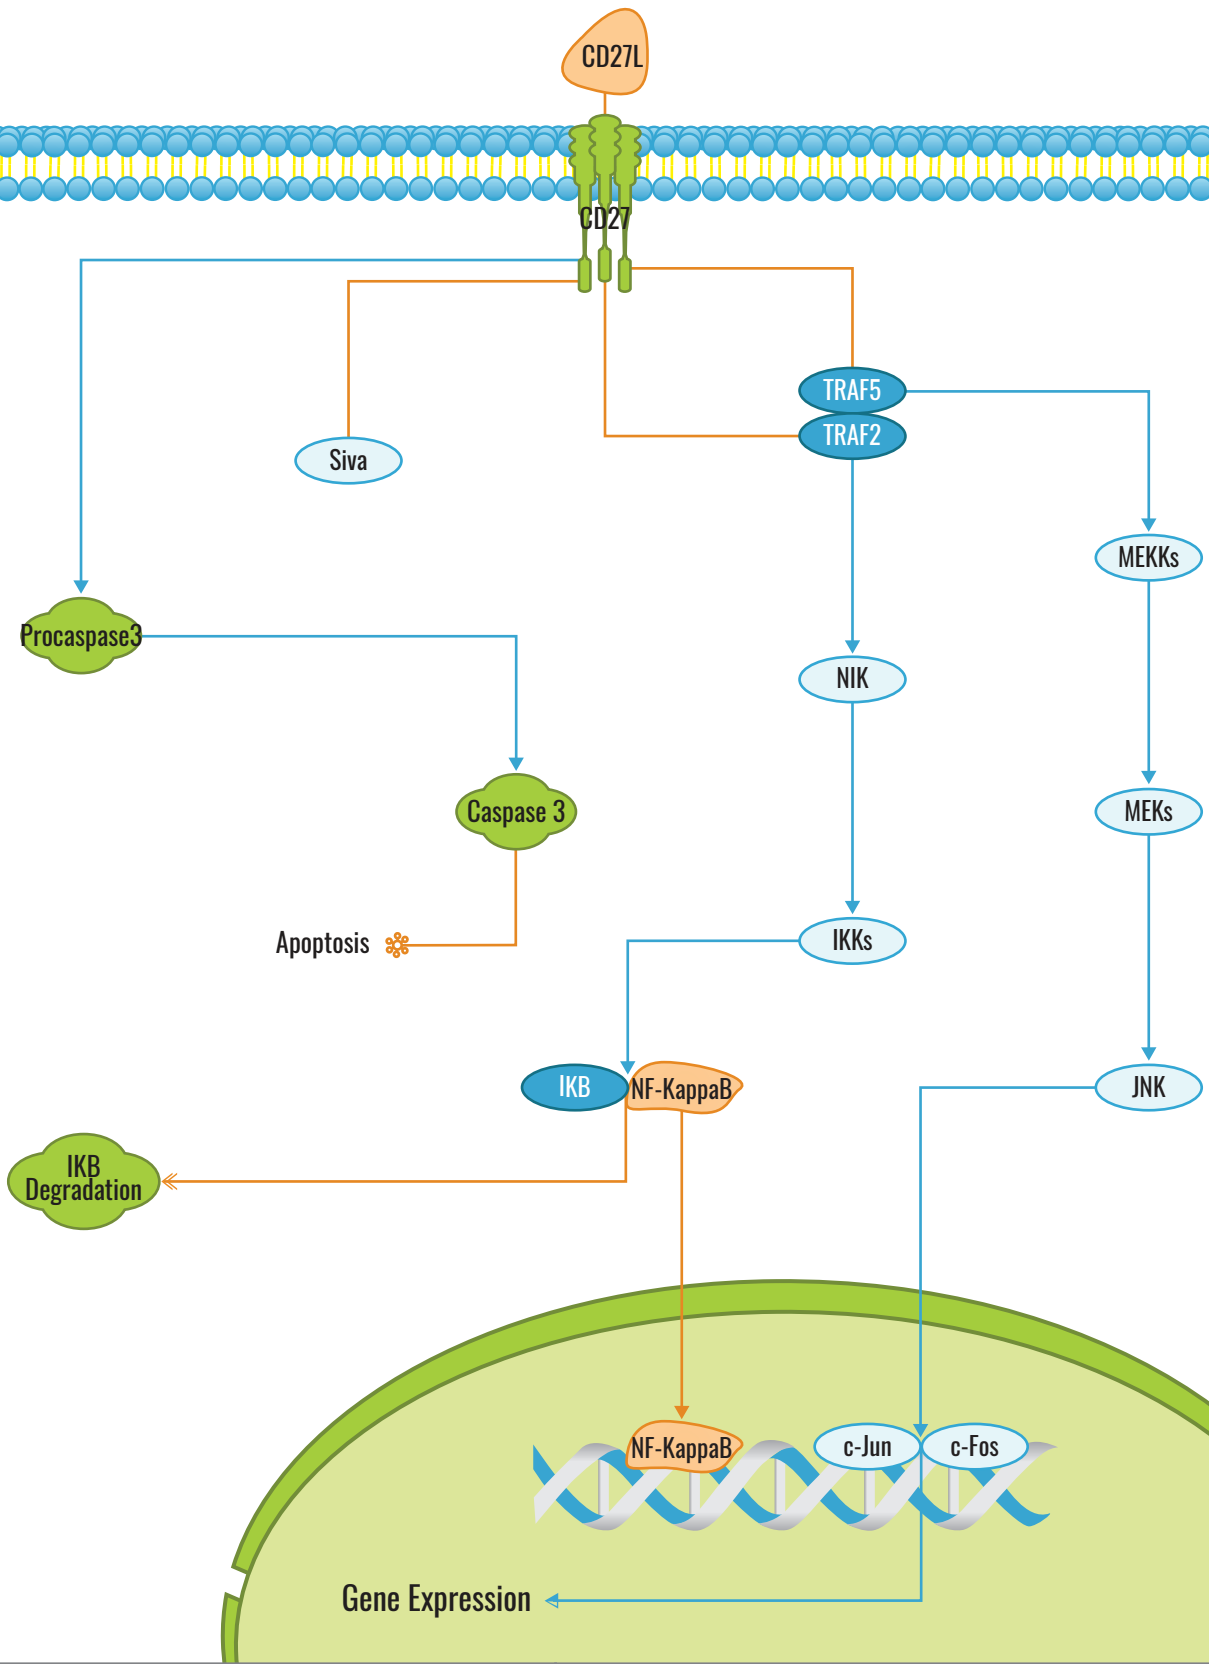 CD27L
CD27
TRAF5
TRAF2
Siva
MEKKs
Procaspase3
NIK
Caspase 3
MEKs
Apoptosis
IKKs
IKB
NF-KappaB
JNK
IKB
Degradation
NF-KappaB
c-Jun
c-Fos
Gene Expression